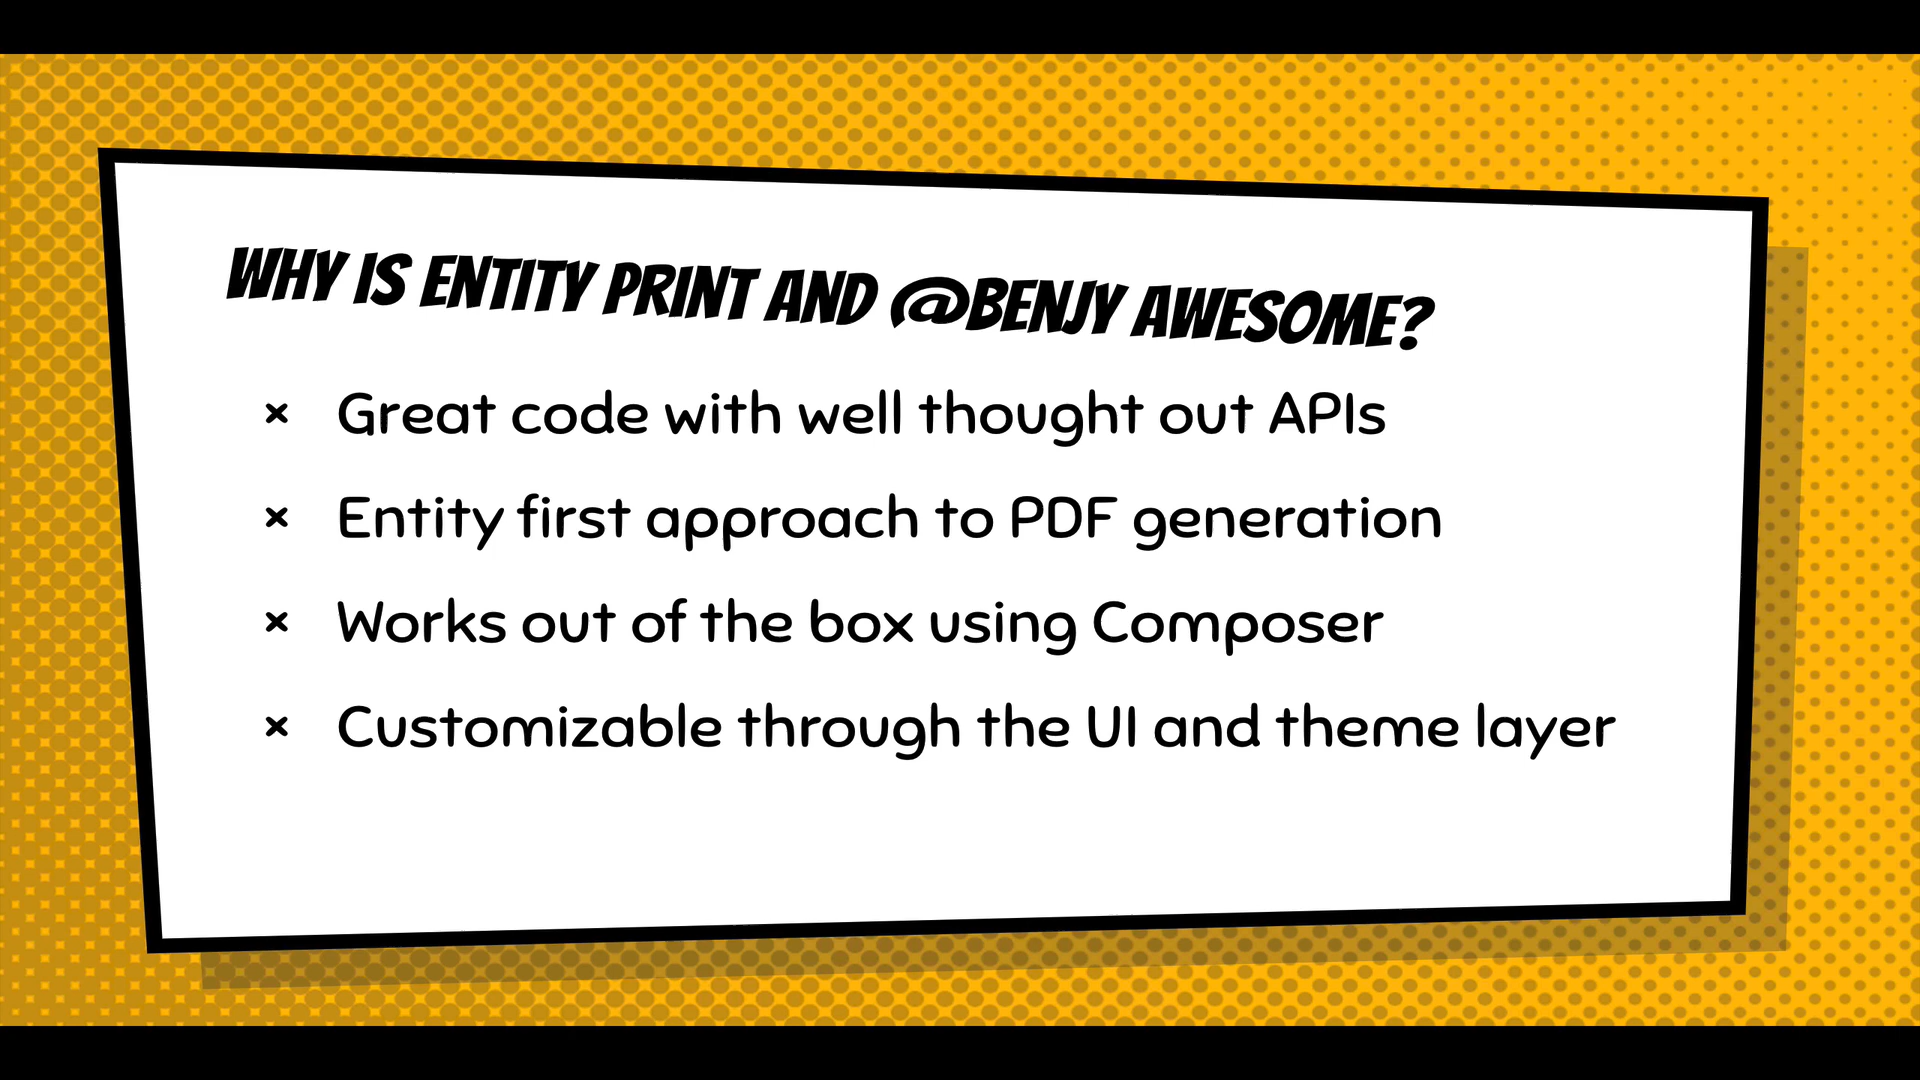 WHY IS ENTITY PRINT AND @BENJY AWESOME?
× Great code with well thought out APIs
× Entity first approach to PDF generation
× Works out of the box using Composer
× Customizable through the UI and theme layer